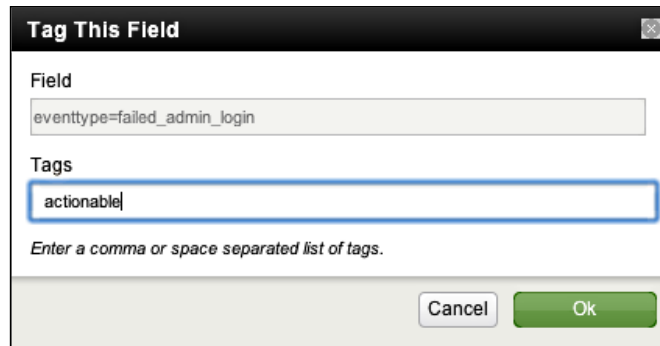 Tag This Field
Field
eventtype=failed_admin_login
Tags
actionable
Enter a comma or space separated list of tags.
Cancel Ok